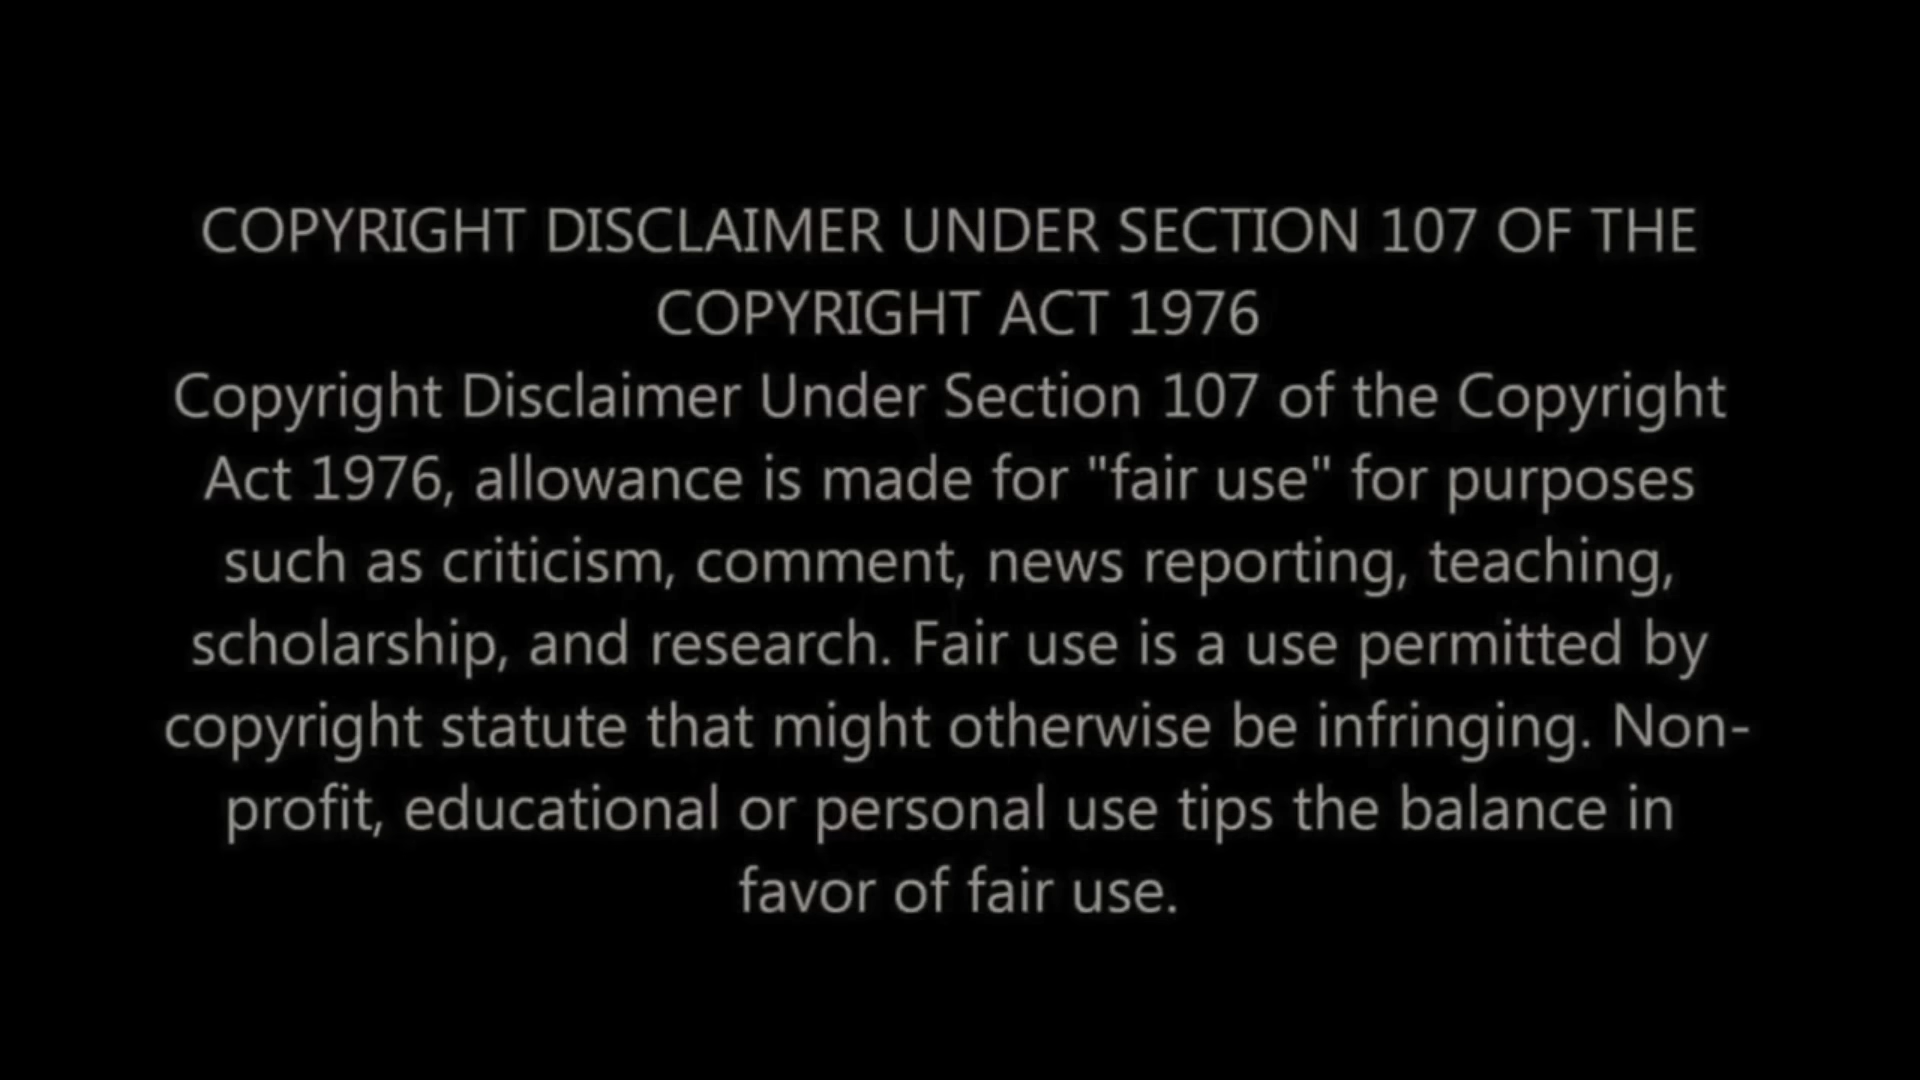 COPYRIGHT DISCLAIMER UNDER SECTION 107 OF THE
COPYRIGHT ACT 1976
Copyright Disclaimer Under Section 107 of the Copyright
Act 1976, allowance is made for "fair use" for purposes
such as criticism, comment, news reporting, teaching,
scholarship, and research. Fair use is a use permitted by
copyright statute that might otherwise be infringing. Non-
profit, educational or personal use tips the balance in
favor of fair use.